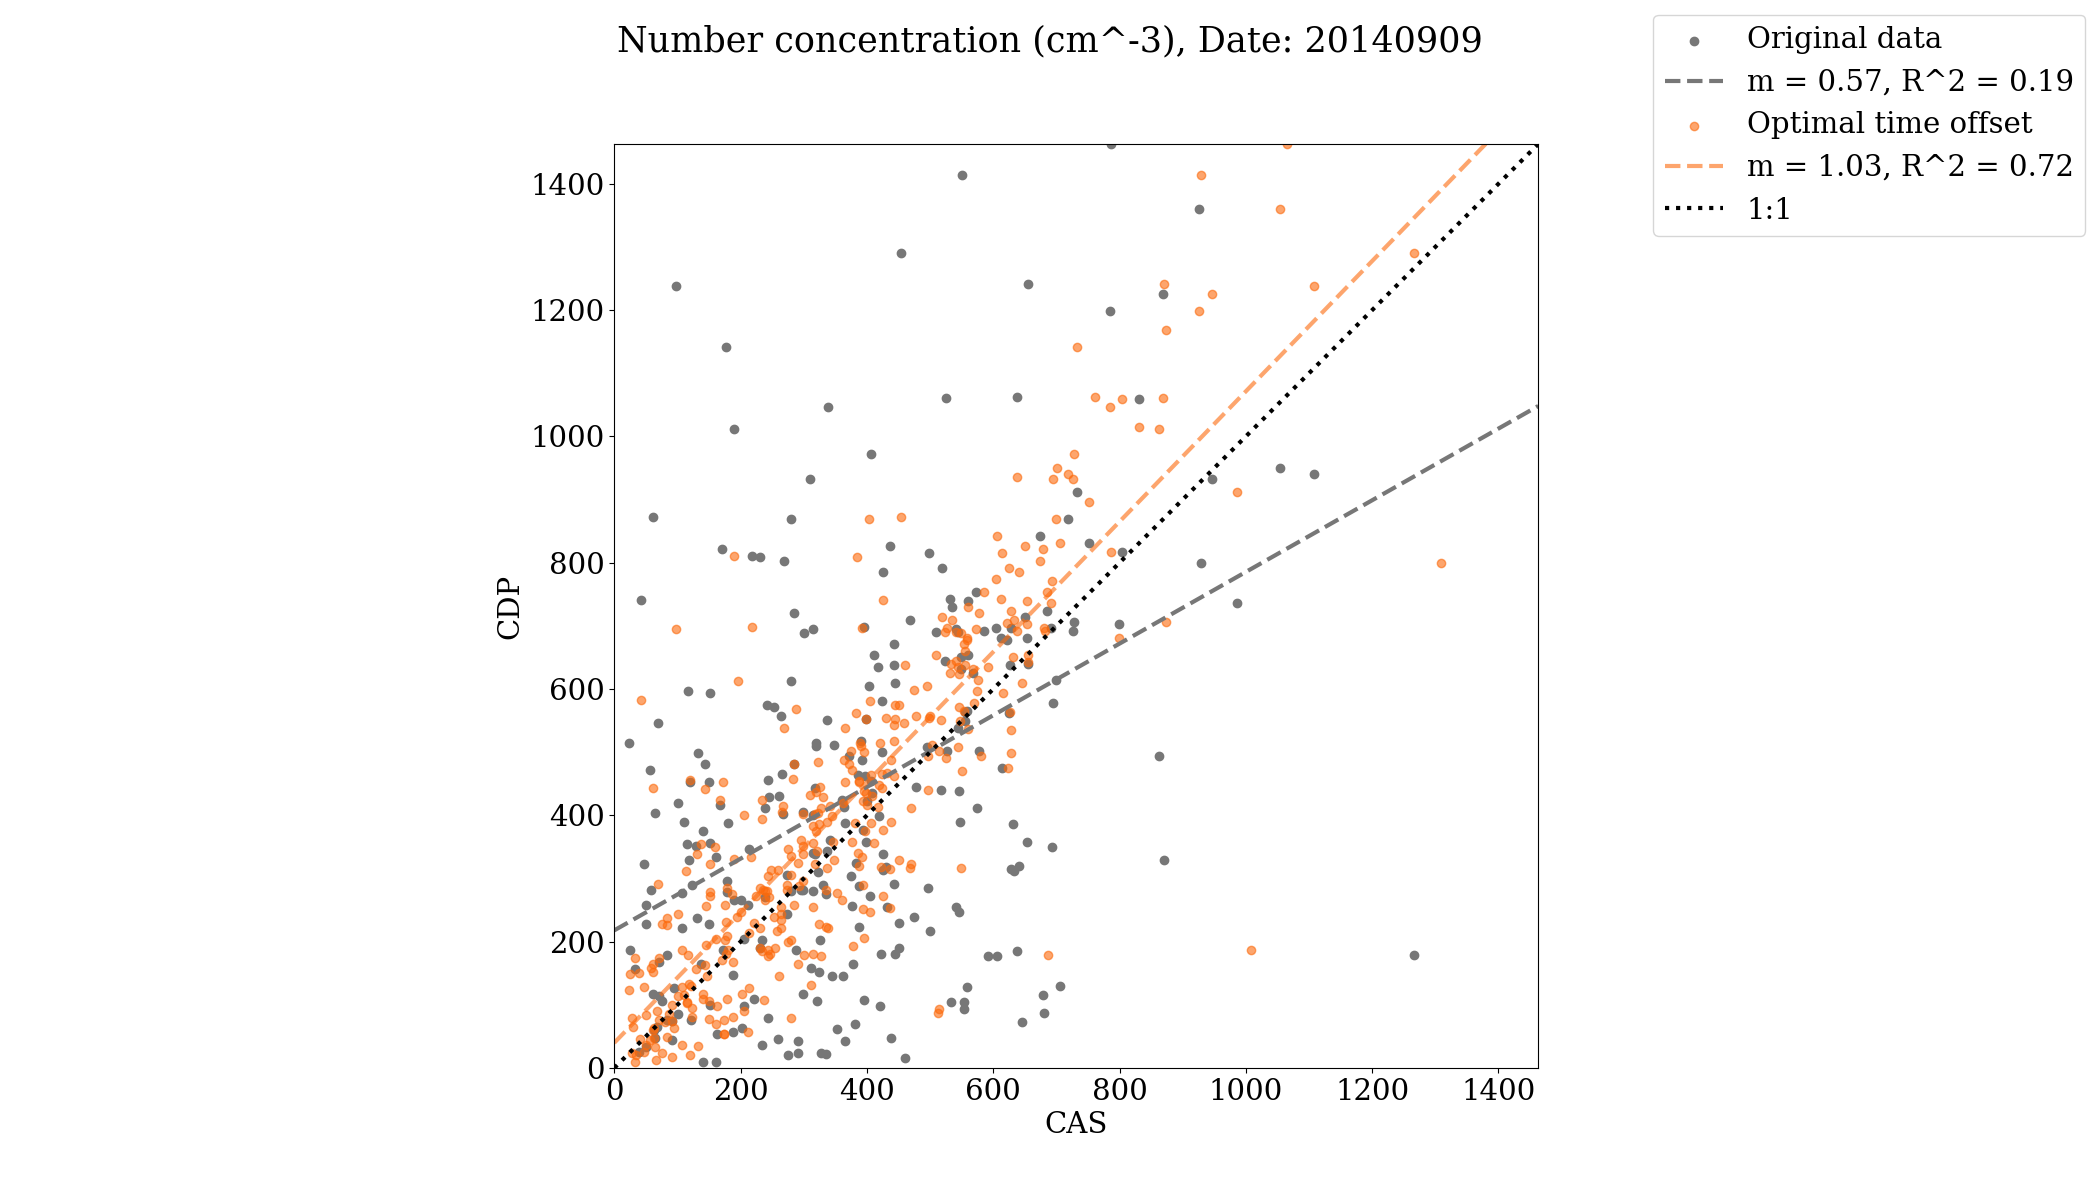 Number concentration (cm^-3), Date: 20140909
Original data
m = 0.57, R^2 = 0.19
Optimal time offset
m = 1.03, R^2 = 0.72
1:1
1400
1200
1000
800
600
400
200
0
CDP
0 200 400 600 800 1000 1200 1400
CAS